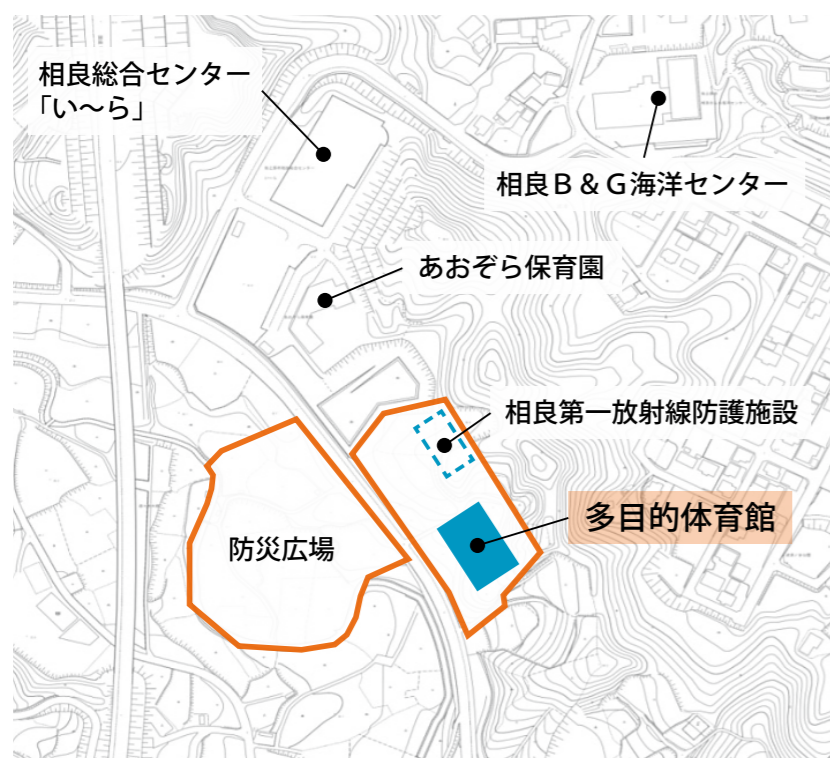 相良総合センター
「い～ら」
相良Ｂ＆Ｇ海洋センター
あおぞら保育園
相良第一放射線防護施設
多目的体育館
防災広場